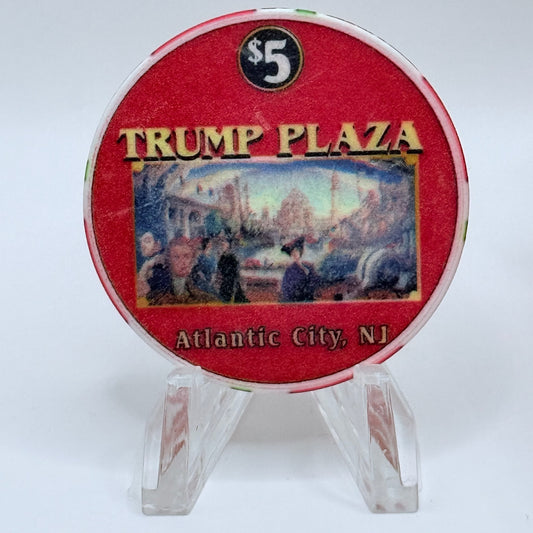 $5
TRUMP PLAZA
Atlantic City, NJ